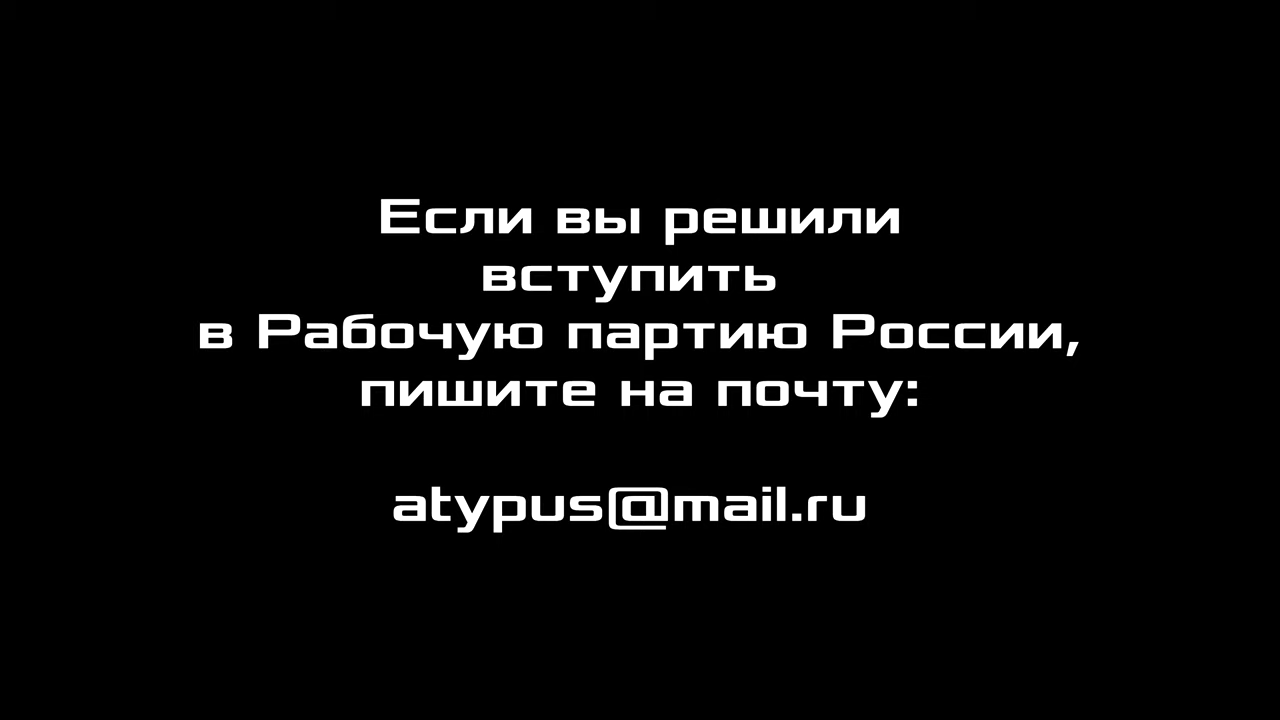 Если вы решили
вступить
в Рабочую партию России,
пишите на почту:
atypus@mail.ru